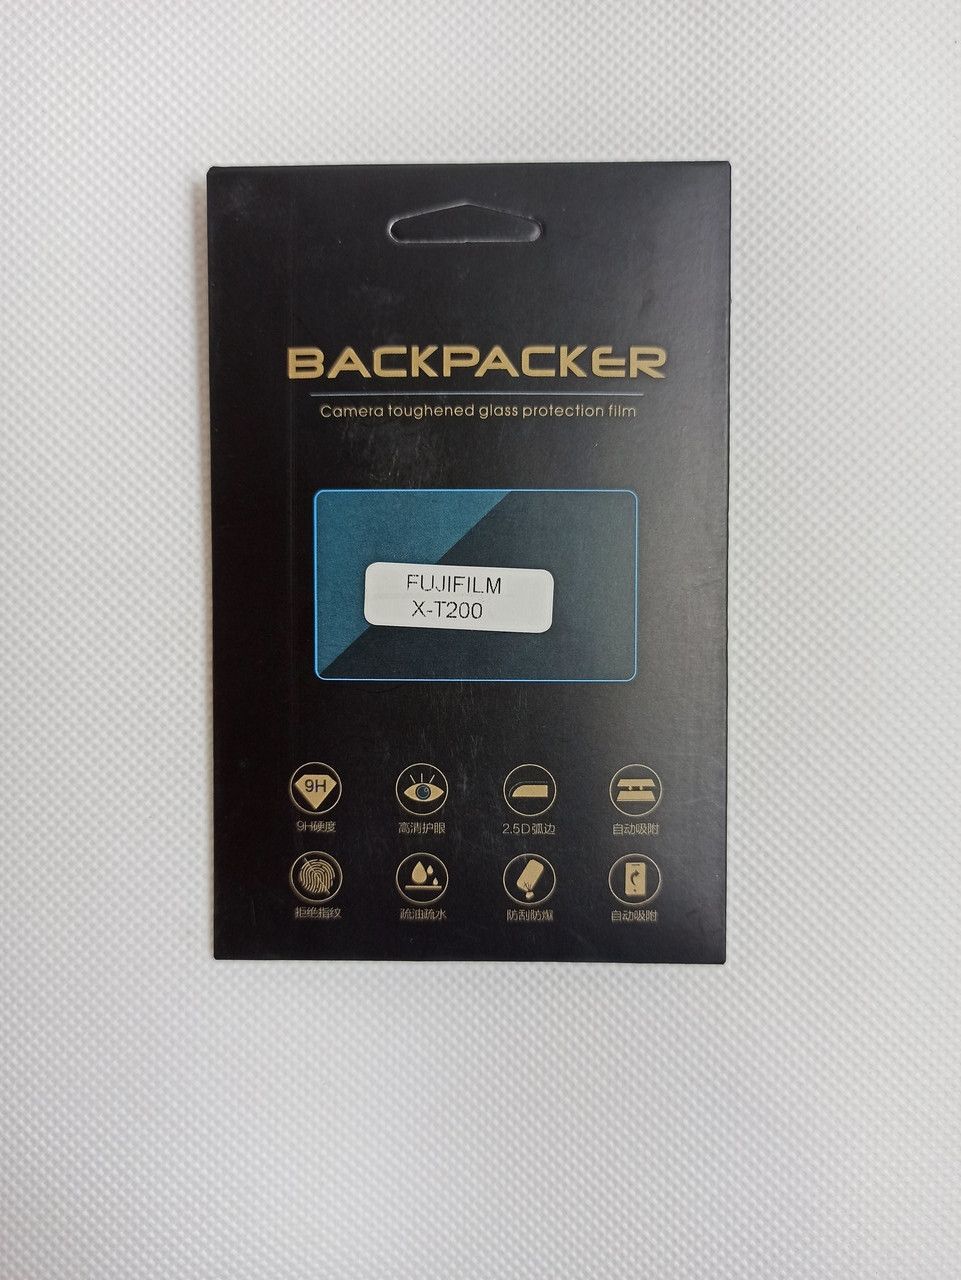 BACKPACKER
Camera toughened glass protection film
FUJIFILM
X-T200
9H
9H硬度 高清护眼 2.5D弧边 自动吸附
拒绝指纹 疏油疏水 防刮防爆 自动吸附